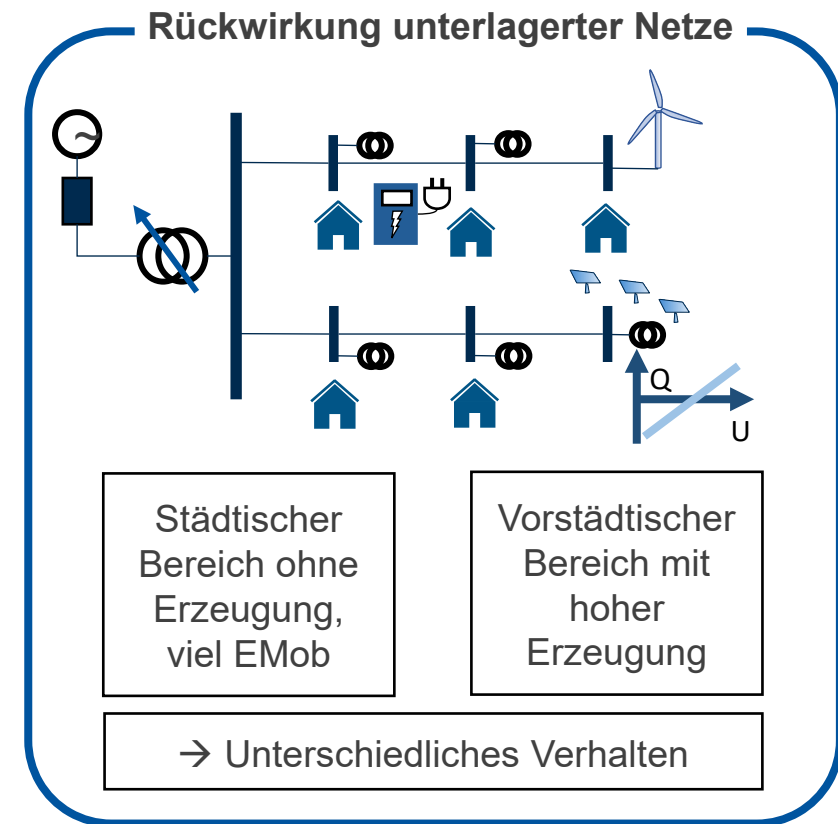 Rückwirkung unterlagerter Netze
~
Q
U
Städtischer
Bereich ohne
Erzeugung,
viel EMob
Vorstädtischer
Bereich mit
hoher
Erzeugung
→ Unterschiedliches Verhalten